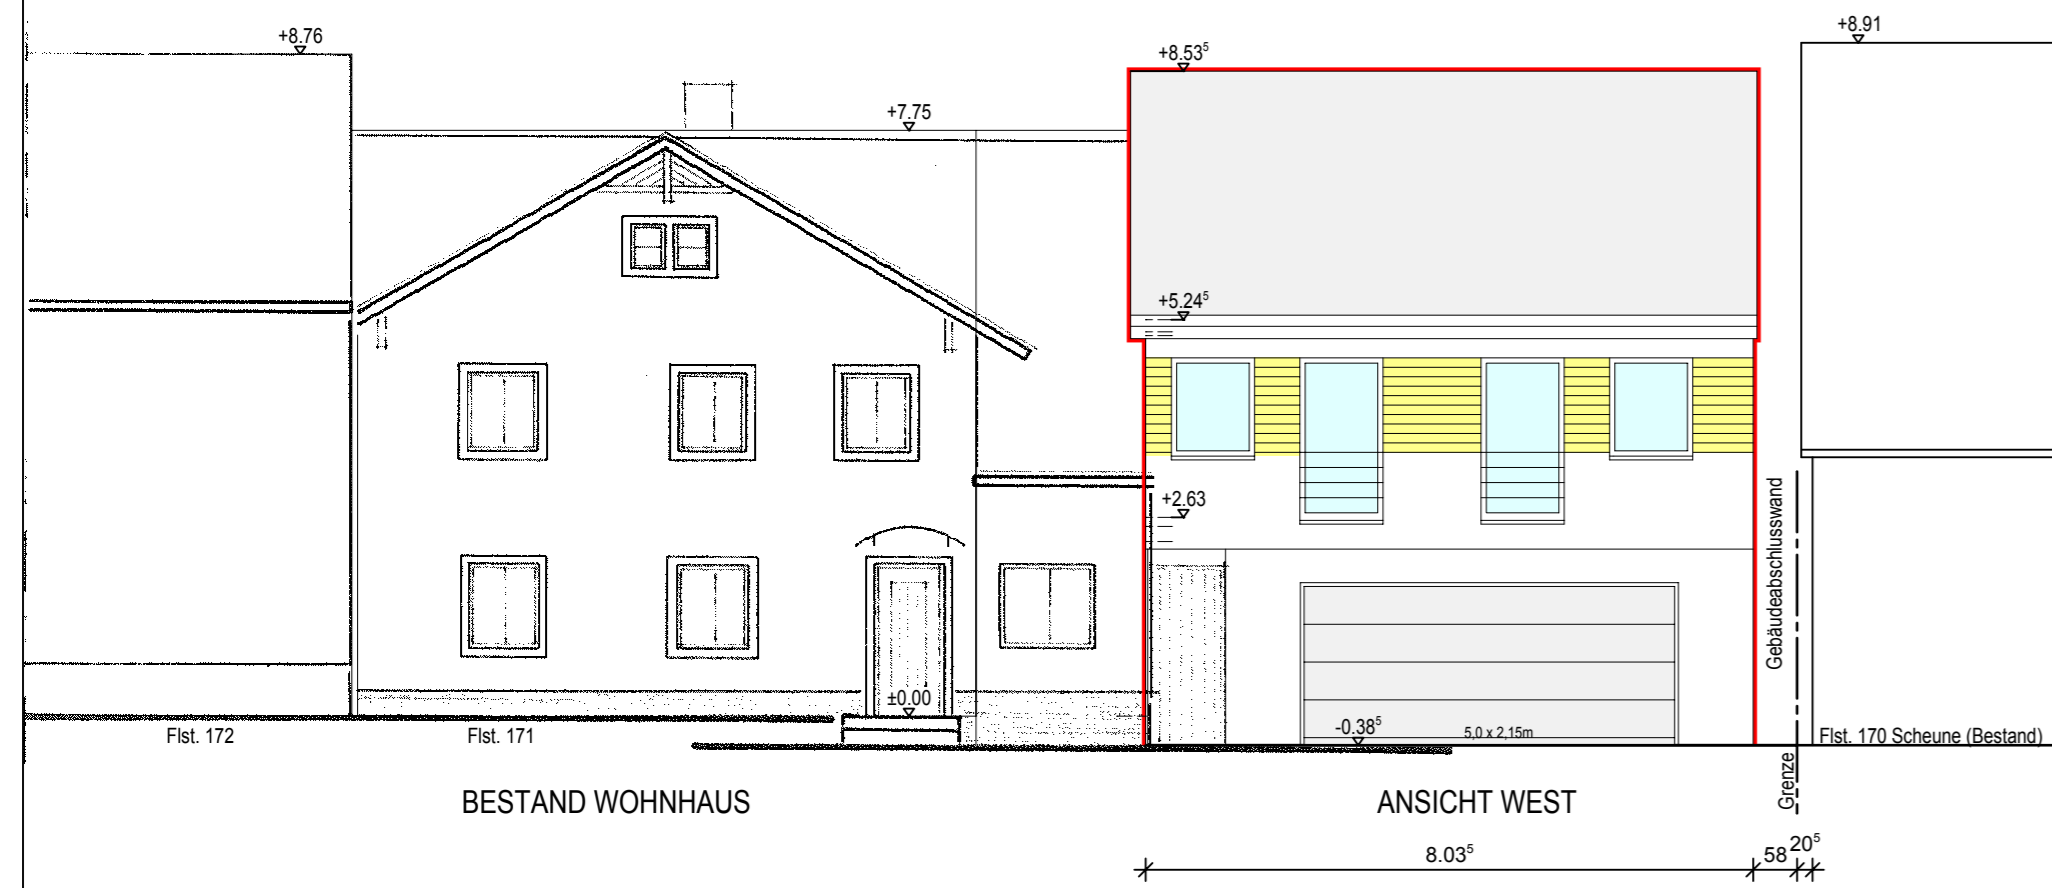 +8.76
+8.53⁵
+8.91
+7.75
+5.24⁵
+2.63
Gebäudeabschlusswand
±0.00
-0.38⁵
5,0 x 2,15m
Flst. 172
Flst. 171
Flst. 170 Scheune (Bestand)
Grenze
BESTAND WOHNHAUS
ANSICHT WEST
8.03⁵
58
20⁵